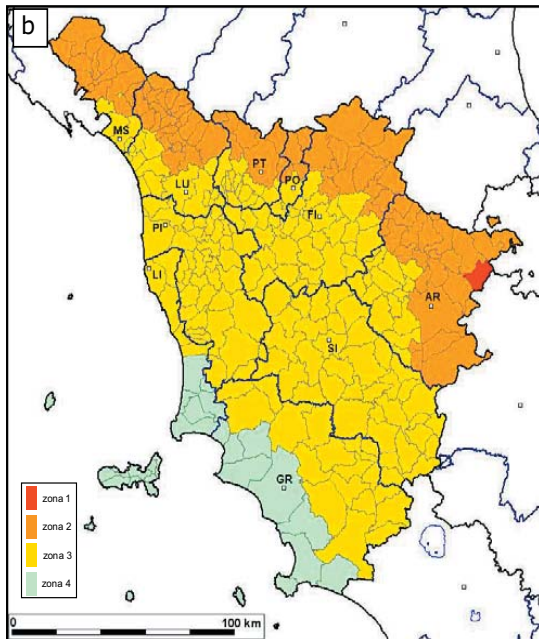 b
MS
PT
LU
PO
FI
PI
LI
AR
SI
GR
zona 1
zona 2
zona 3
zona 4
0 100 km